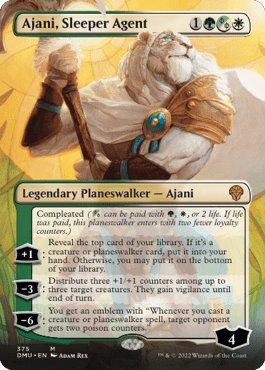 Ajani, Sleeper Agent 1
Legendary Planeswalker — Ajani
Compleated ( can be paid with , , or 2 life. If life
was paid, this planeswalker enters with two fewer loyalty
counters.)
+1 Reveal the top card of your library. If it's a
creature or planeswalker card, put it into your
hand. Otherwise, you may put it on the bottom
of your library.
-3 Distribute three +1/+1 counters among up to
three target creatures. They gain vigilance until
end of turn.
-6 You get an emblem with "Whenever you cast a
creature or planeswalker spell, target opponent
gets two poison counters."
4
375 M
DMU • EN ADAM REX
™ & © 2022 Wizards of the Coast